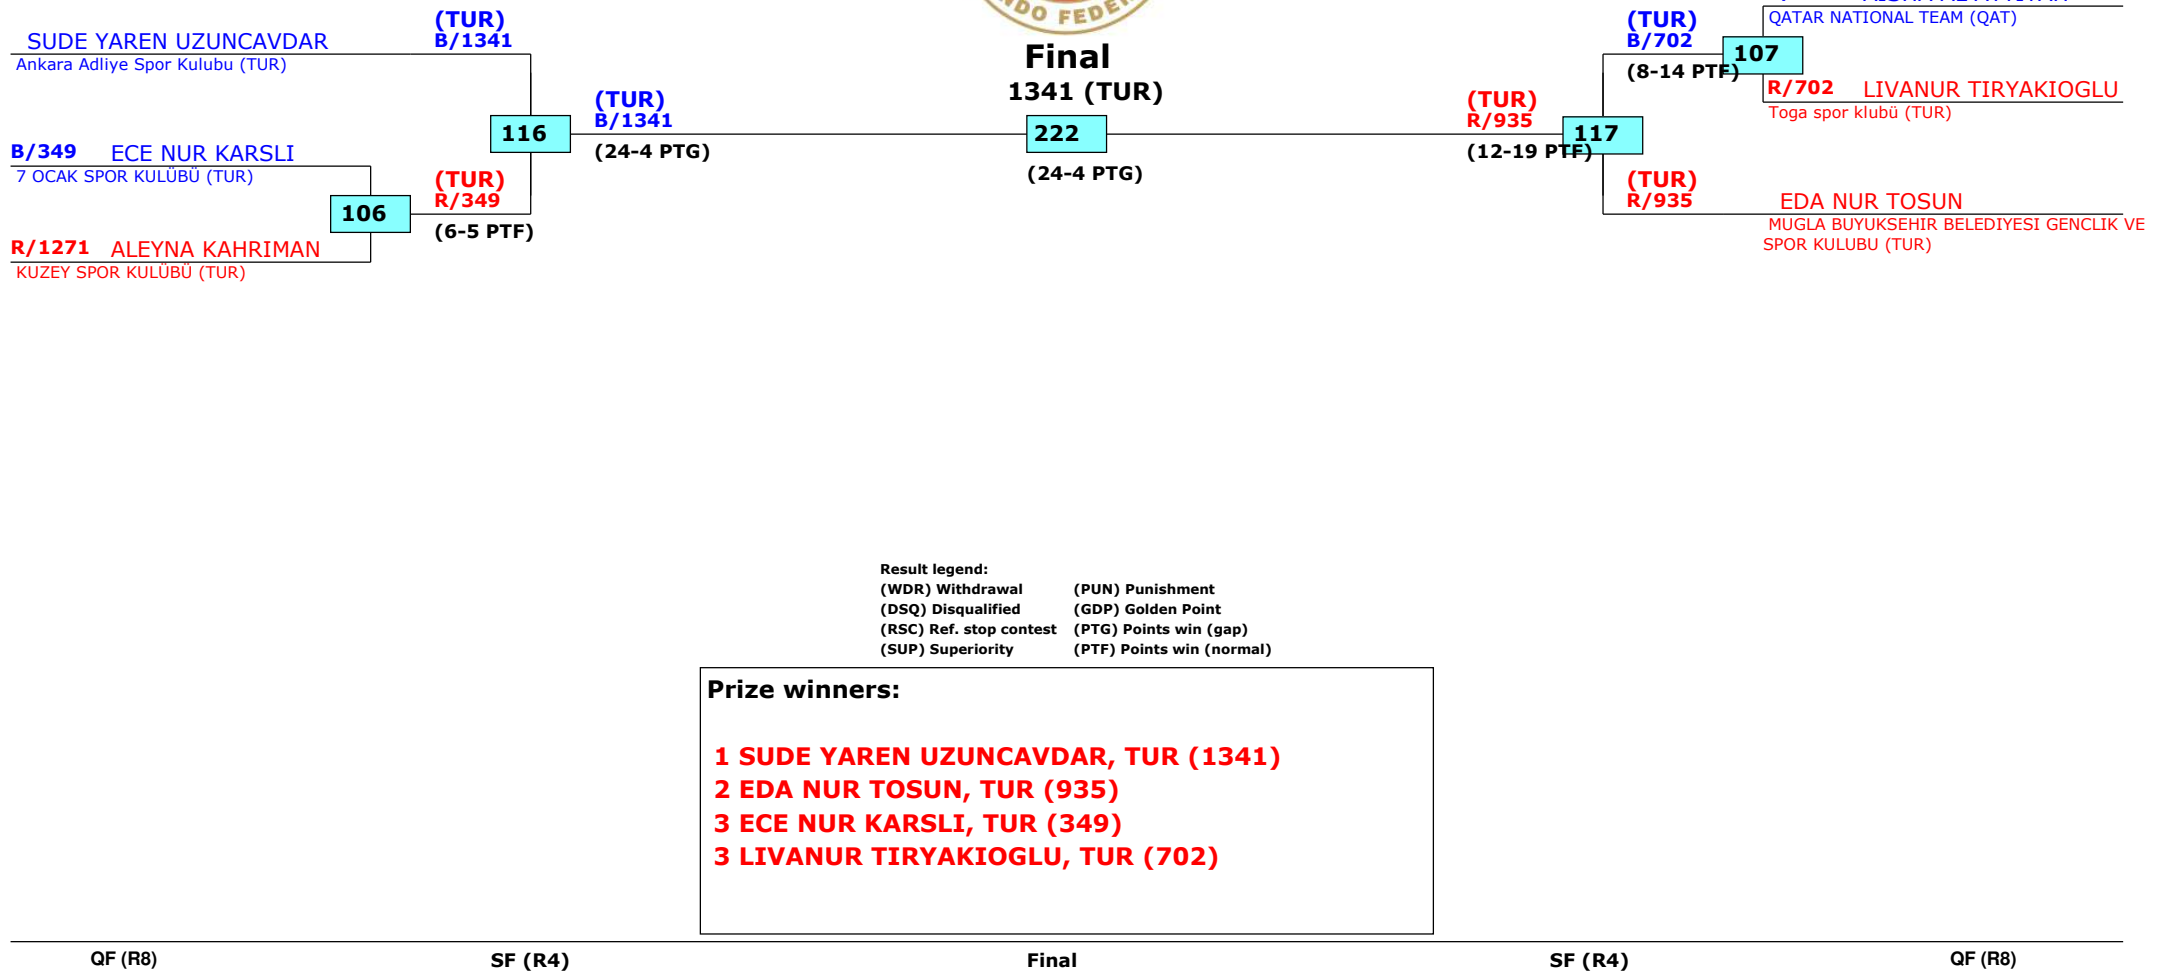 NDO FEDE
(TUR)
B/1341
SUDE YAREN UZUNCAVDAR
Ankara Adliye Spor Kulubu (TUR)
Final
1341 (TUR)
(TUR)
B/702
QATAR NATIONAL TEAM (QAT)
107
(8-14 PTF)
R/702 LIVANUR TIRYAKIOGLU
Toga spor klubü (TUR)
(TUR)
B/1341
116
(24-4 PTG)
222
(24-4 PTG)
(TUR)
R/935
117
(12-19 PTF)
B/349 ECE NUR KARSLI
7 OCAK SPOR KULÜBÜ (TUR)
106
(TUR)
R/349
(6-5 PTF)
R/1271 ALEYNA KAHRIMAN
KUZEY SPOR KULÜBÜ (TUR)
(TUR)
R/935
EDA NUR TOSUN
MUGLA BUYUKSEHIR BELEDIYESI GENCLIK VE
SPOR KULUBU (TUR)
Result legend:
(WDR) Withdrawal (PUN) Punishment
(DSQ) Disqualified (GDP) Golden Point
(RSC) Ref. stop contest (PTG) Points win (gap)
(SUP) Superiority (PTF) Points win (normal)
Prize winners:
1 SUDE YAREN UZUNCAVDAR, TUR (1341)
2 EDA NUR TOSUN, TUR (935)
3 ECE NUR KARSLI, TUR (349)
3 LIVANUR TIRYAKIOGLU, TUR (702)
QF (R8) SF (R4) Final SF (R4) QF (R8)